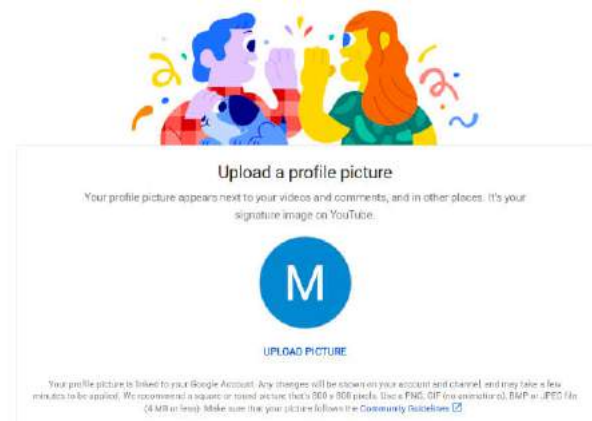 Upload a profile picture
Your profile picture appears next to your videos and comments, and in other places. It's your
signature image on YouTube.
M
UPLOAD PICTURE
Your profile picture is linked to your Google Account. Any changes will be shown on your account and channel, and may take a few
minutes to be applied. We recommend a square or round picture that's 800 x 800 pixels. Use a PNG, GIF (no animations), BMP or JPEG file
(4 MB or less). Make sure that your picture follows the Community Guidelines